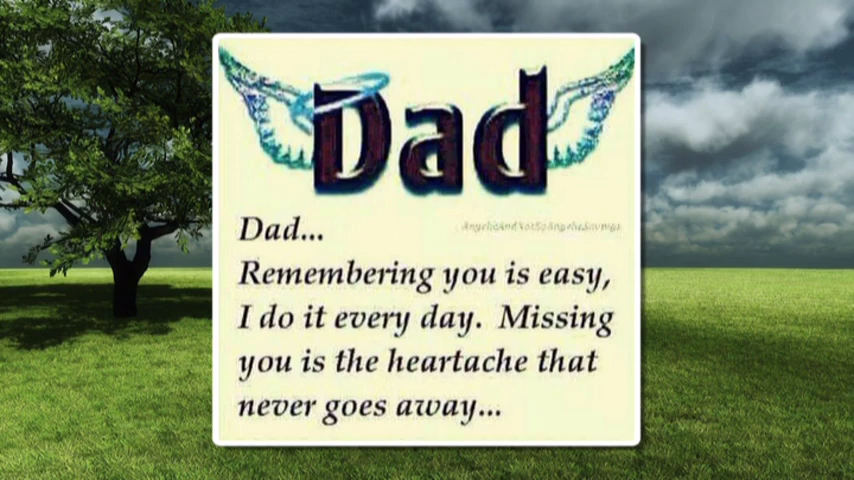 Dad
AngelicAndNotSoAngelicSayings
Dad...
Remembering you is easy,
I do it every day. Missing
you is the heartache that
never goes away...